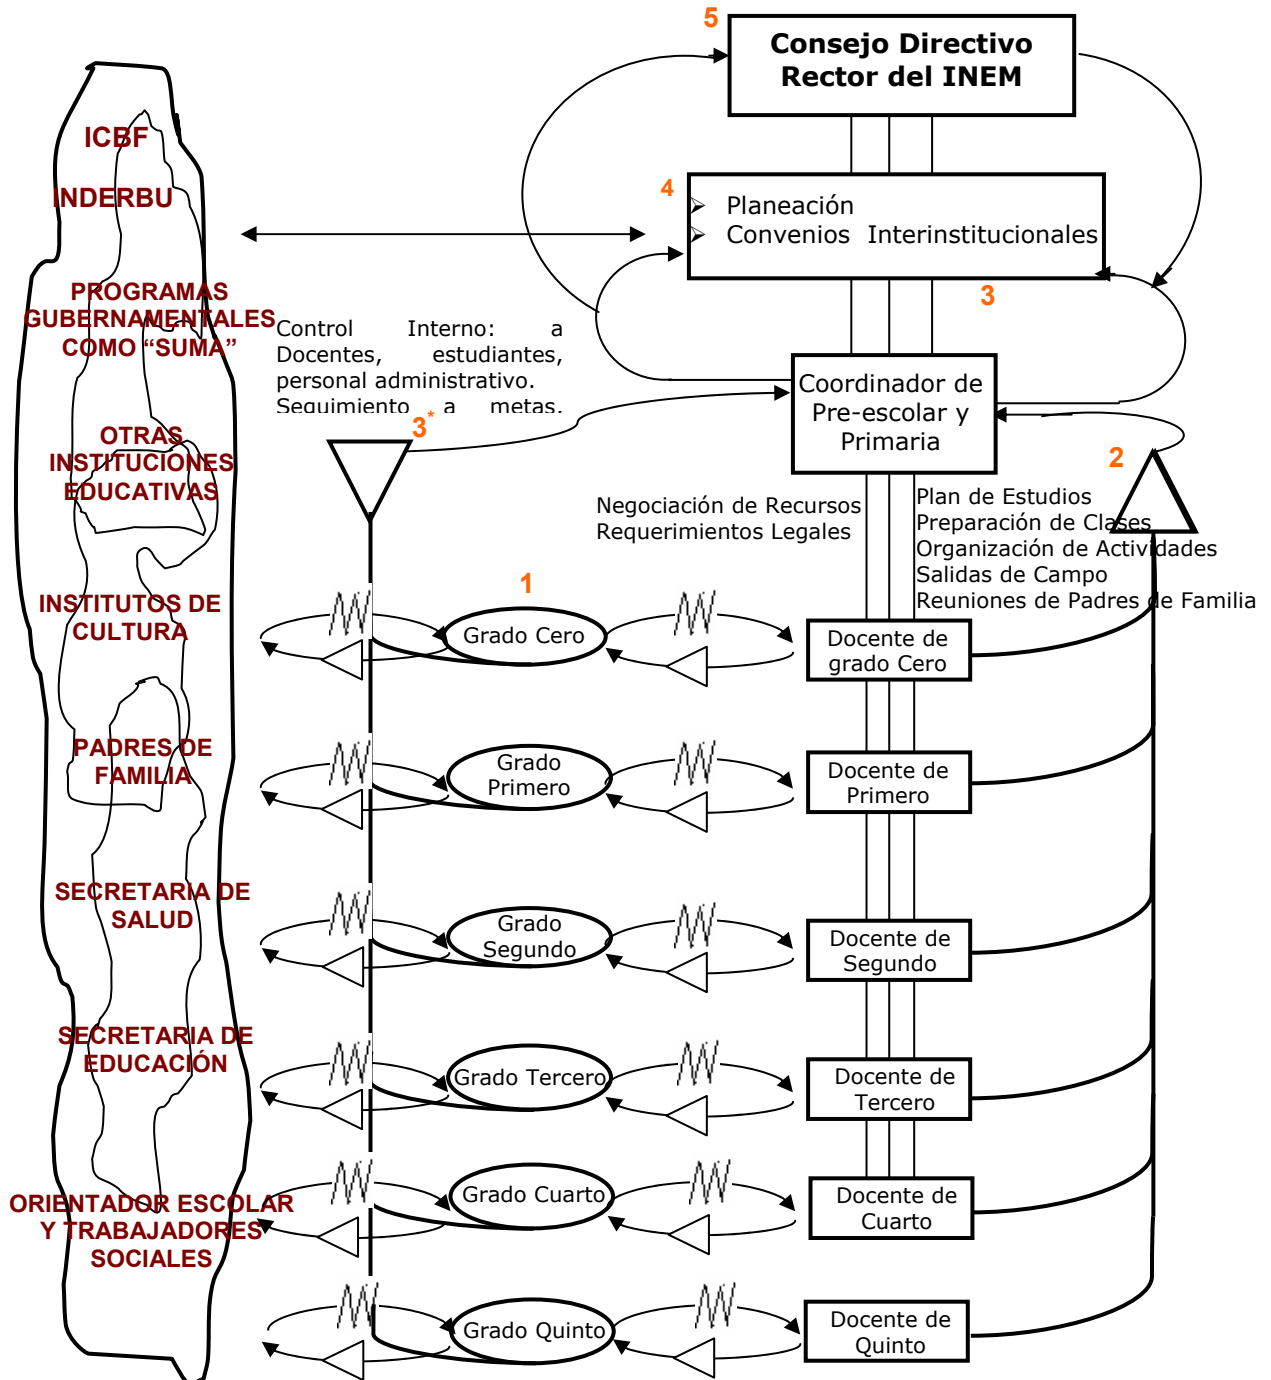 5
Consejo Directivo
Rector del INEM
ICBF
INDERBU
PROGRAMAS
GUBERNAMENTALES
COMO “SUMA”
OTRAS
INSTITUCIONES
EDUCATIVAS
INSTITUTOS DE
CULTURA
PADRES DE
FAMILIA
SECRETARIA DE
SALUD
SECRETARIA DE
EDUCACIÓN
ORIENTADOR ESCOLAR
Y TRABAJADORES
SOCIALES
4
➢ Planeación
➢ Convenios Interinstitucionales
3
Control Interno: a
Docentes, estudiantes,
personal administrativo.
Seguimiento a metas.
3*
Coordinador de
Pre-escolar y
Primaria
2
Negociación de Recursos
Requerimientos Legales
Plan de Estudios
Preparación de Clases
Organización de Actividades
Salidas de Campo
Reuniones de Padres de Familia
1
Grado Cero
Docente de
grado Cero
Grado
Primero
Docente de
Primero
Grado
Segundo
Docente de
Segundo
Grado Tercero
Docente de
Tercero
Grado Cuarto
Docente de
Cuarto
Grado Quinto
Docente de
Quinto